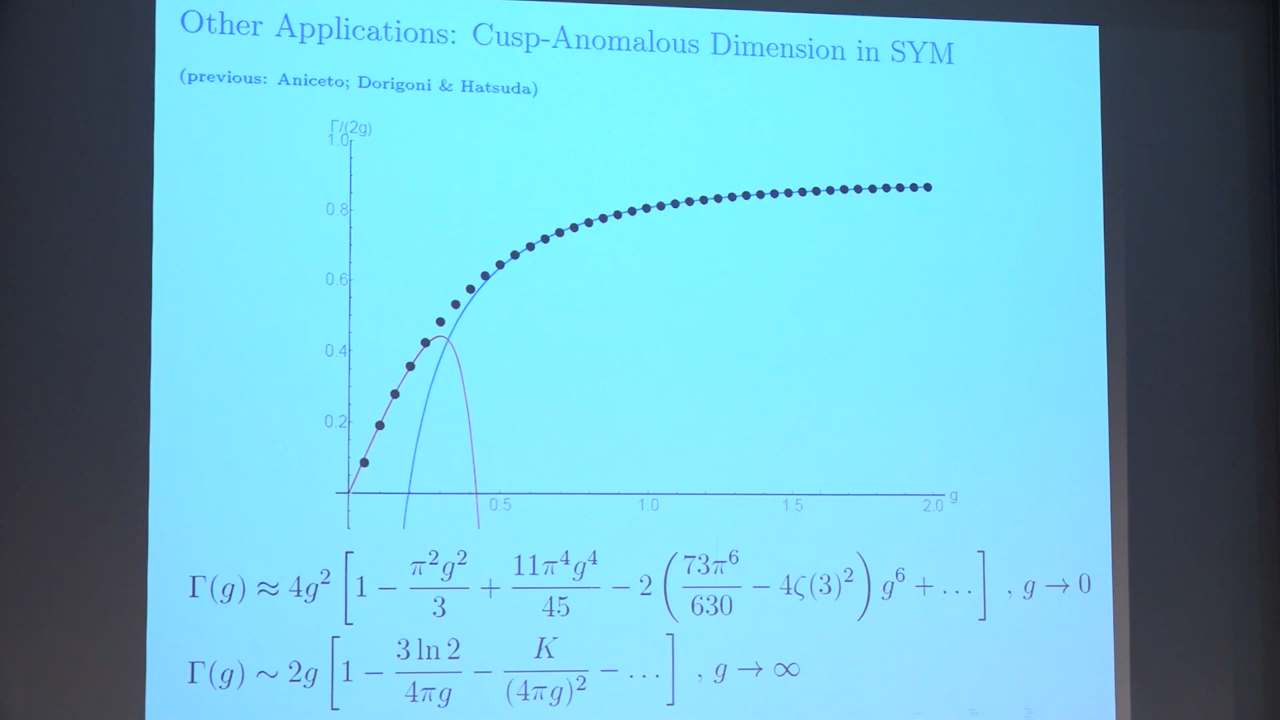 Other Applications: Cusp-Anomalous Dimension in SYM
(previous: Aniceto; Dorigoni & Hatsuda)
Γ/(2g)
1.0
0.8
0.6
0.4
0.2
0.5 1.0 1.5 2.0 g
Γ(g) ≈ 4g² [1 − π²g²/3 + 11π⁴g⁴/45 − 2 (73π⁶/630 − 4ζ(3)²) g⁶ + …] , g → 0
Γ(g) ∼ 2g [1 − 3 ln 2/4πg − K/(4πg)² − …] , g → ∞